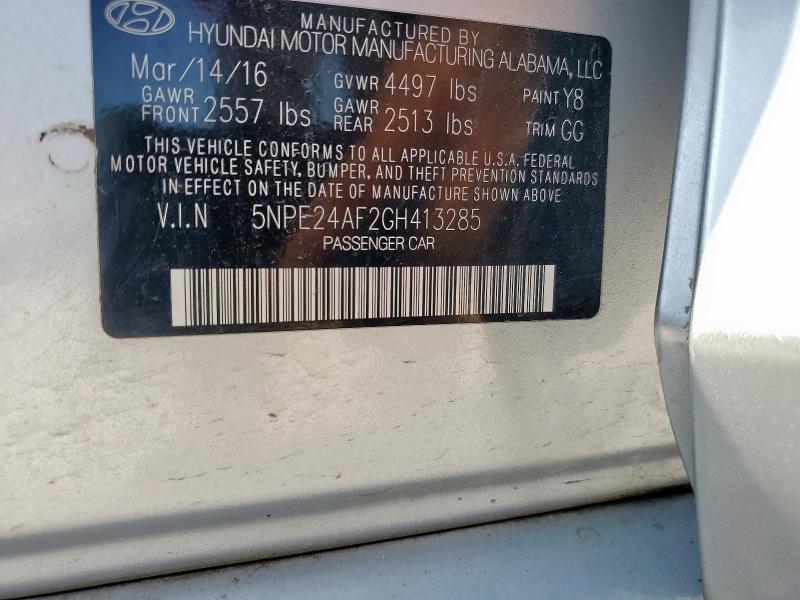 MANUFACTURED BY
HYUNDAI MOTOR MANUFACTURING ALABAMA, LLC
Mar/14/16 GVWR 4497 lbs PAINT Y8
GAWR FRONT 2557 lbs GAWR REAR 2513 lbs TRIM GG
THIS VEHICLE CONFORMS TO ALL APPLICABLE U.S.A. FEDERAL
MOTOR VEHICLE SAFETY, BUMPER, AND THEFT PREVENTION STANDARDS
IN EFFECT ON THE DATE OF MANUFACTURE SHOWN ABOVE
V.I.N 5NPE24AF2GH413285
PASSENGER CAR